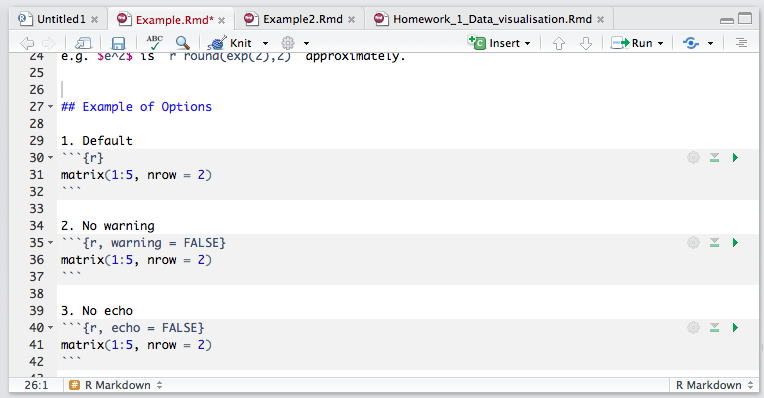 Untitled1 × Example.Rmd* × Example2.Rmd × Homework_1_Data_visualisation.Rmd ×
ABC Knit Insert Run
24 e.g. $e^2$ is `r round(exp(2),2)` approximately.
25
26
27 ## Example of Options
28
29 1. Default
30 ```{r}
31 matrix(1:5, nrow = 2)
32 ```
33
34 2. No warning
35 ```{r, warning = FALSE}
36 matrix(1:5, nrow = 2)
37 ```
38
39 3. No echo
40 ```{r, echo = FALSE}
41 matrix(1:5, nrow = 2)
42 ```
26:1 # R Markdown R Markdown